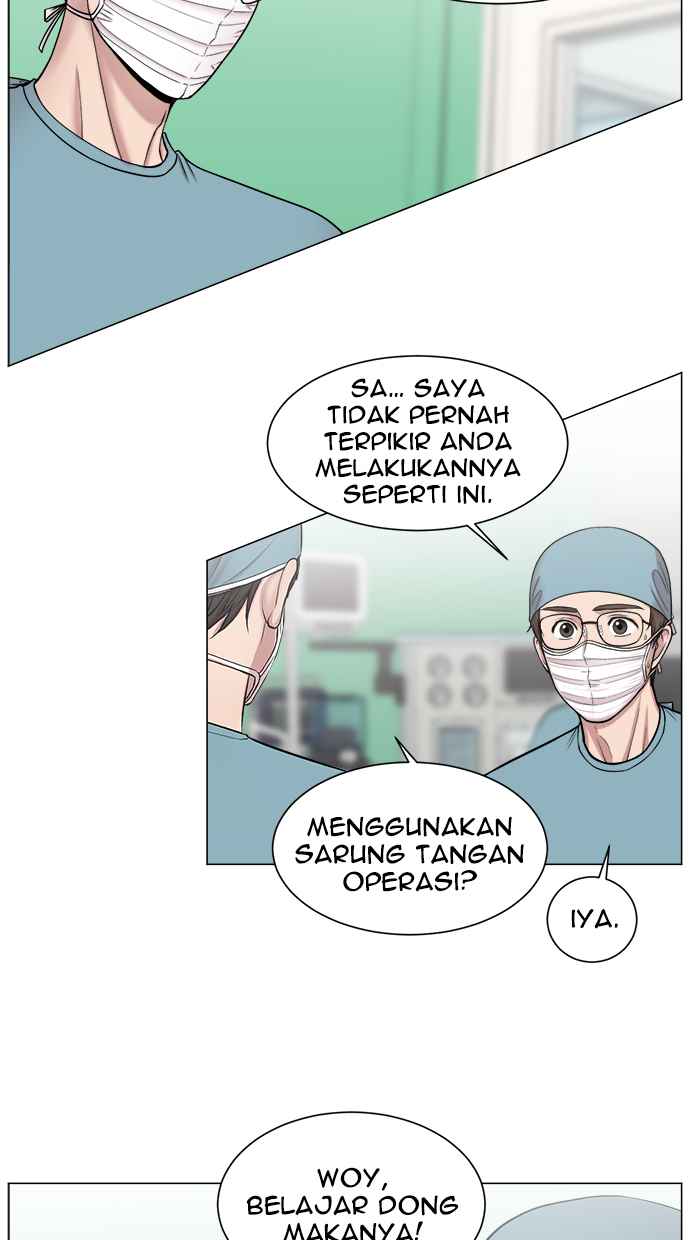 SA... SAYA
TIDAK PERNAH
TERPIKIR ANDA
MELAKUKANNYA
SEPERTI INI.
MENGGUNAKAN
SARUNG TANGAN
OPERASI?
IYA.
WOY,
BELAJAR DONG
MAKANYA!